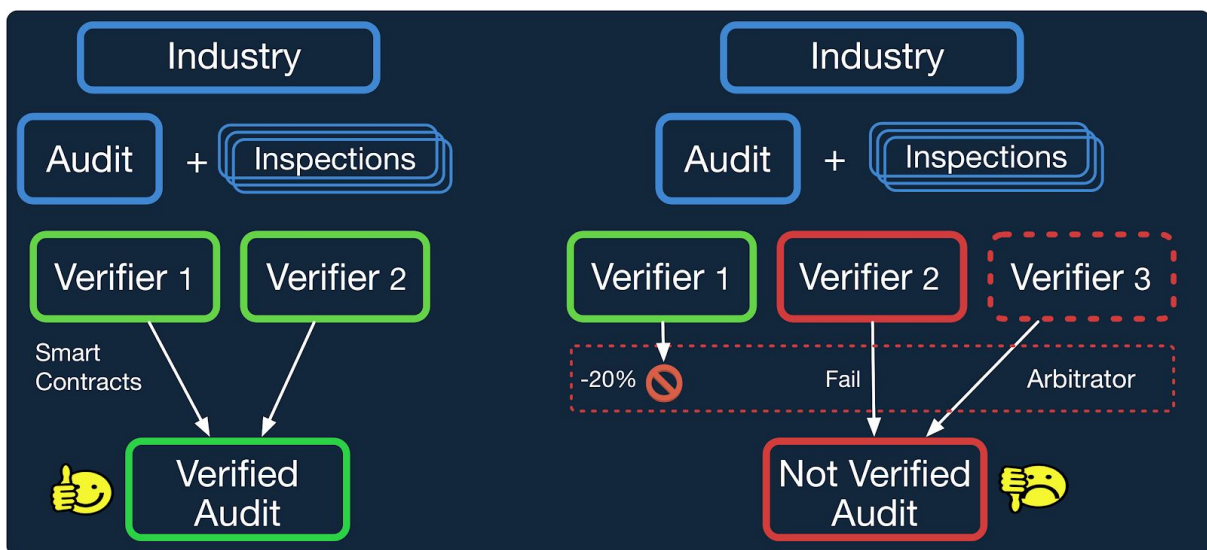 Industry
Audit + Inspections
Verifier 1
Verifier 2
Smart
Contracts
Verified
Audit
Industry
Audit + Inspections
Verifier 1
Verifier 2
Verifier 3
-20%
Fail
Arbitrator
Not Verified
Audit